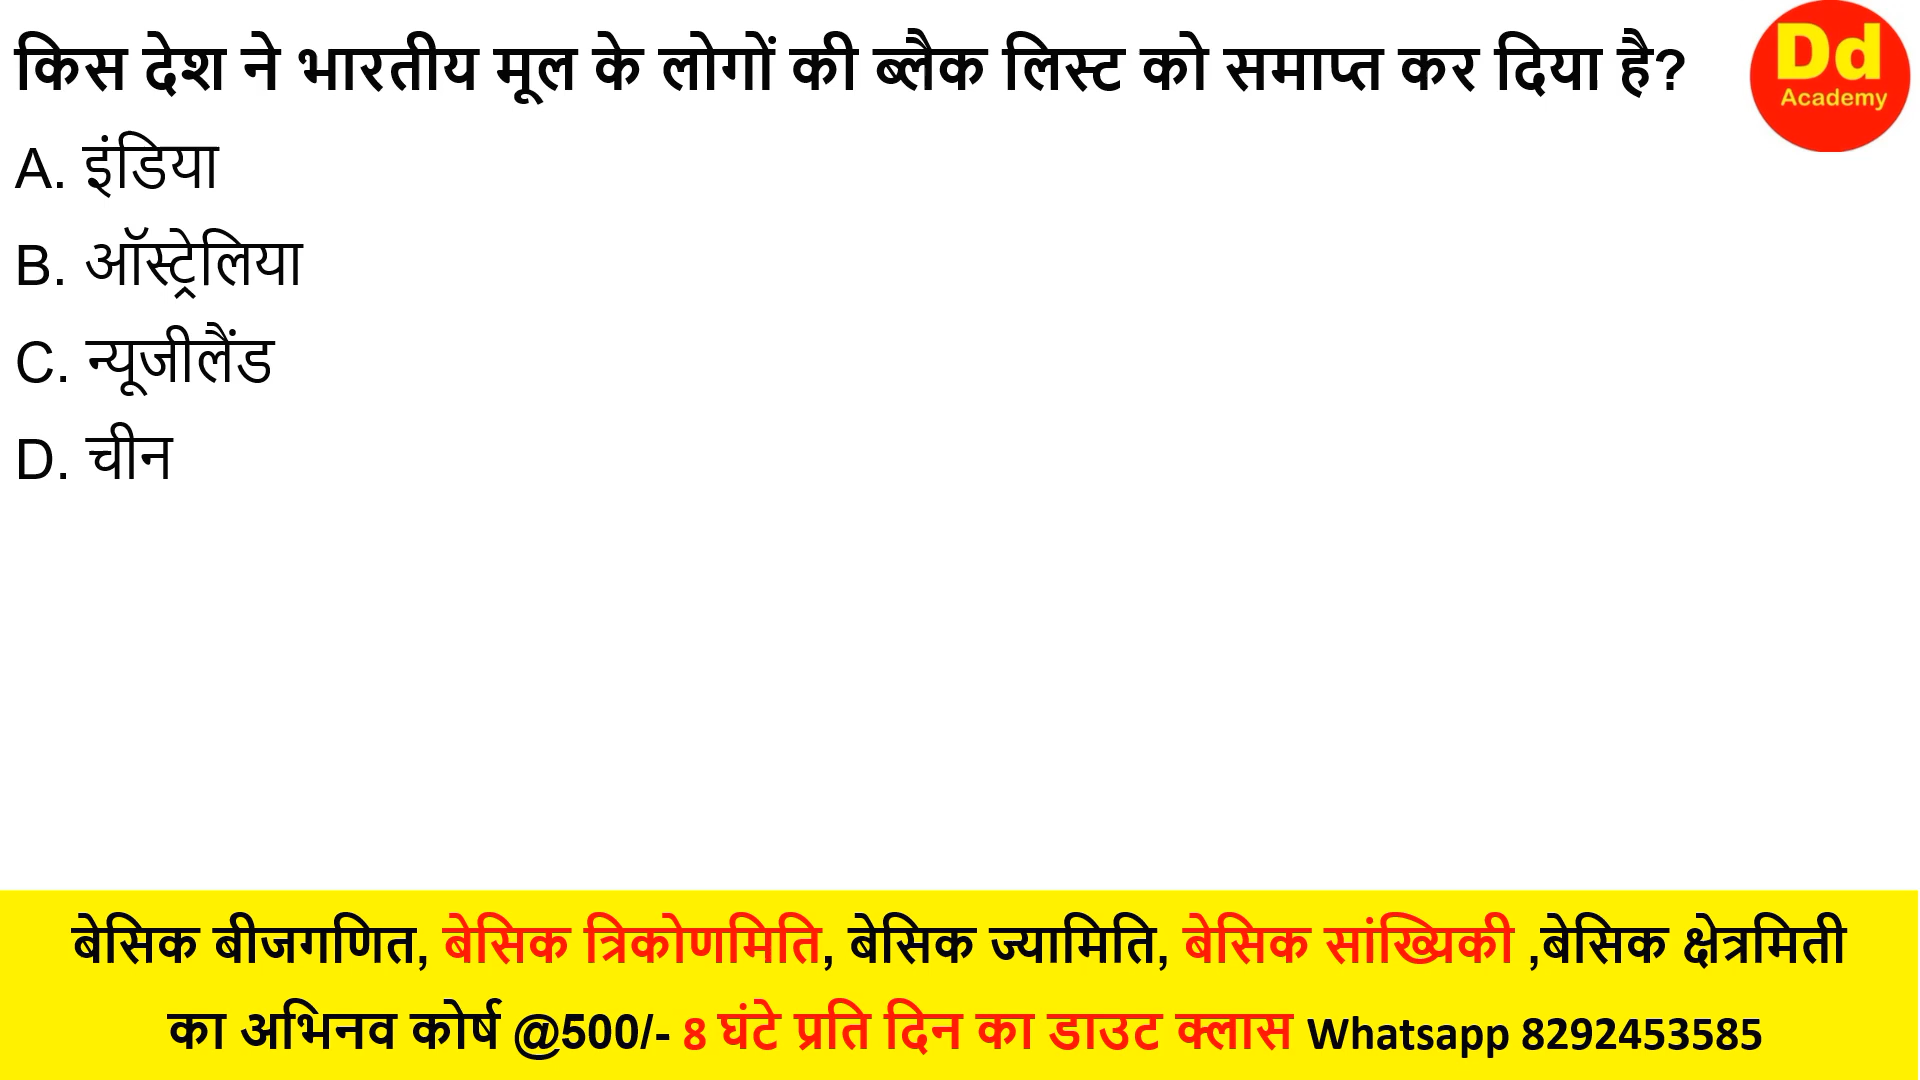 किस देश ने भारतीय मूल के लोगों की ब्लैक लिस्ट को समाप्त कर दिया है?
Dd
Academy
A. इंडिया
B. ऑस्ट्रेलिया
C. न्यूजीलैंड
D. चीन
बेसिक बीजगणित, बेसिक त्रिकोणमिति, बेसिक ज्यामिति, बेसिक सांख्यिकी ,बेसिक क्षेत्रमिती
का अभिनव कोर्ष @500/- 8 घंटे प्रति दिन का डाउट क्लास Whatsapp 8292453585